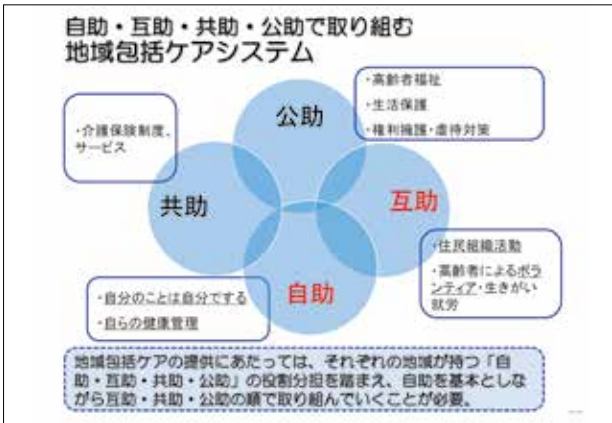 自助・互助・共助・公助で取り組む
地域包括ケアシステム
公助
・高齢者福祉
・生活保護
・権利擁護・虐待対策
・介護保険制度、
サービス
共助
互助
・住民組織活動
・高齢者によるボラ
ンティア・生きがい
就労
自助
・自分のことは自分でする
・自らの健康管理
地域包括ケアの提供にあたっては、それぞれの地域が持つ「自
助・互助・共助・公助」の役割分担を踏まえ、自助を基本としな
がら互助・共助・公助の順で取り組んでいくことが必要。